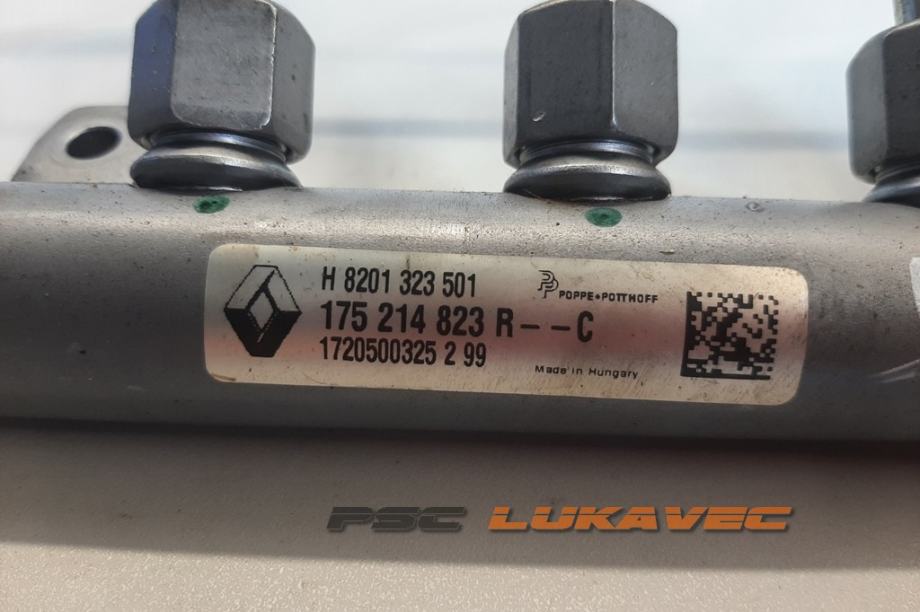 H 8201 323 501
POPPE+POTTHOFF
175 214 823 R--C
1720500325 2 99
Made in Hungary
PSC LUKAVEC